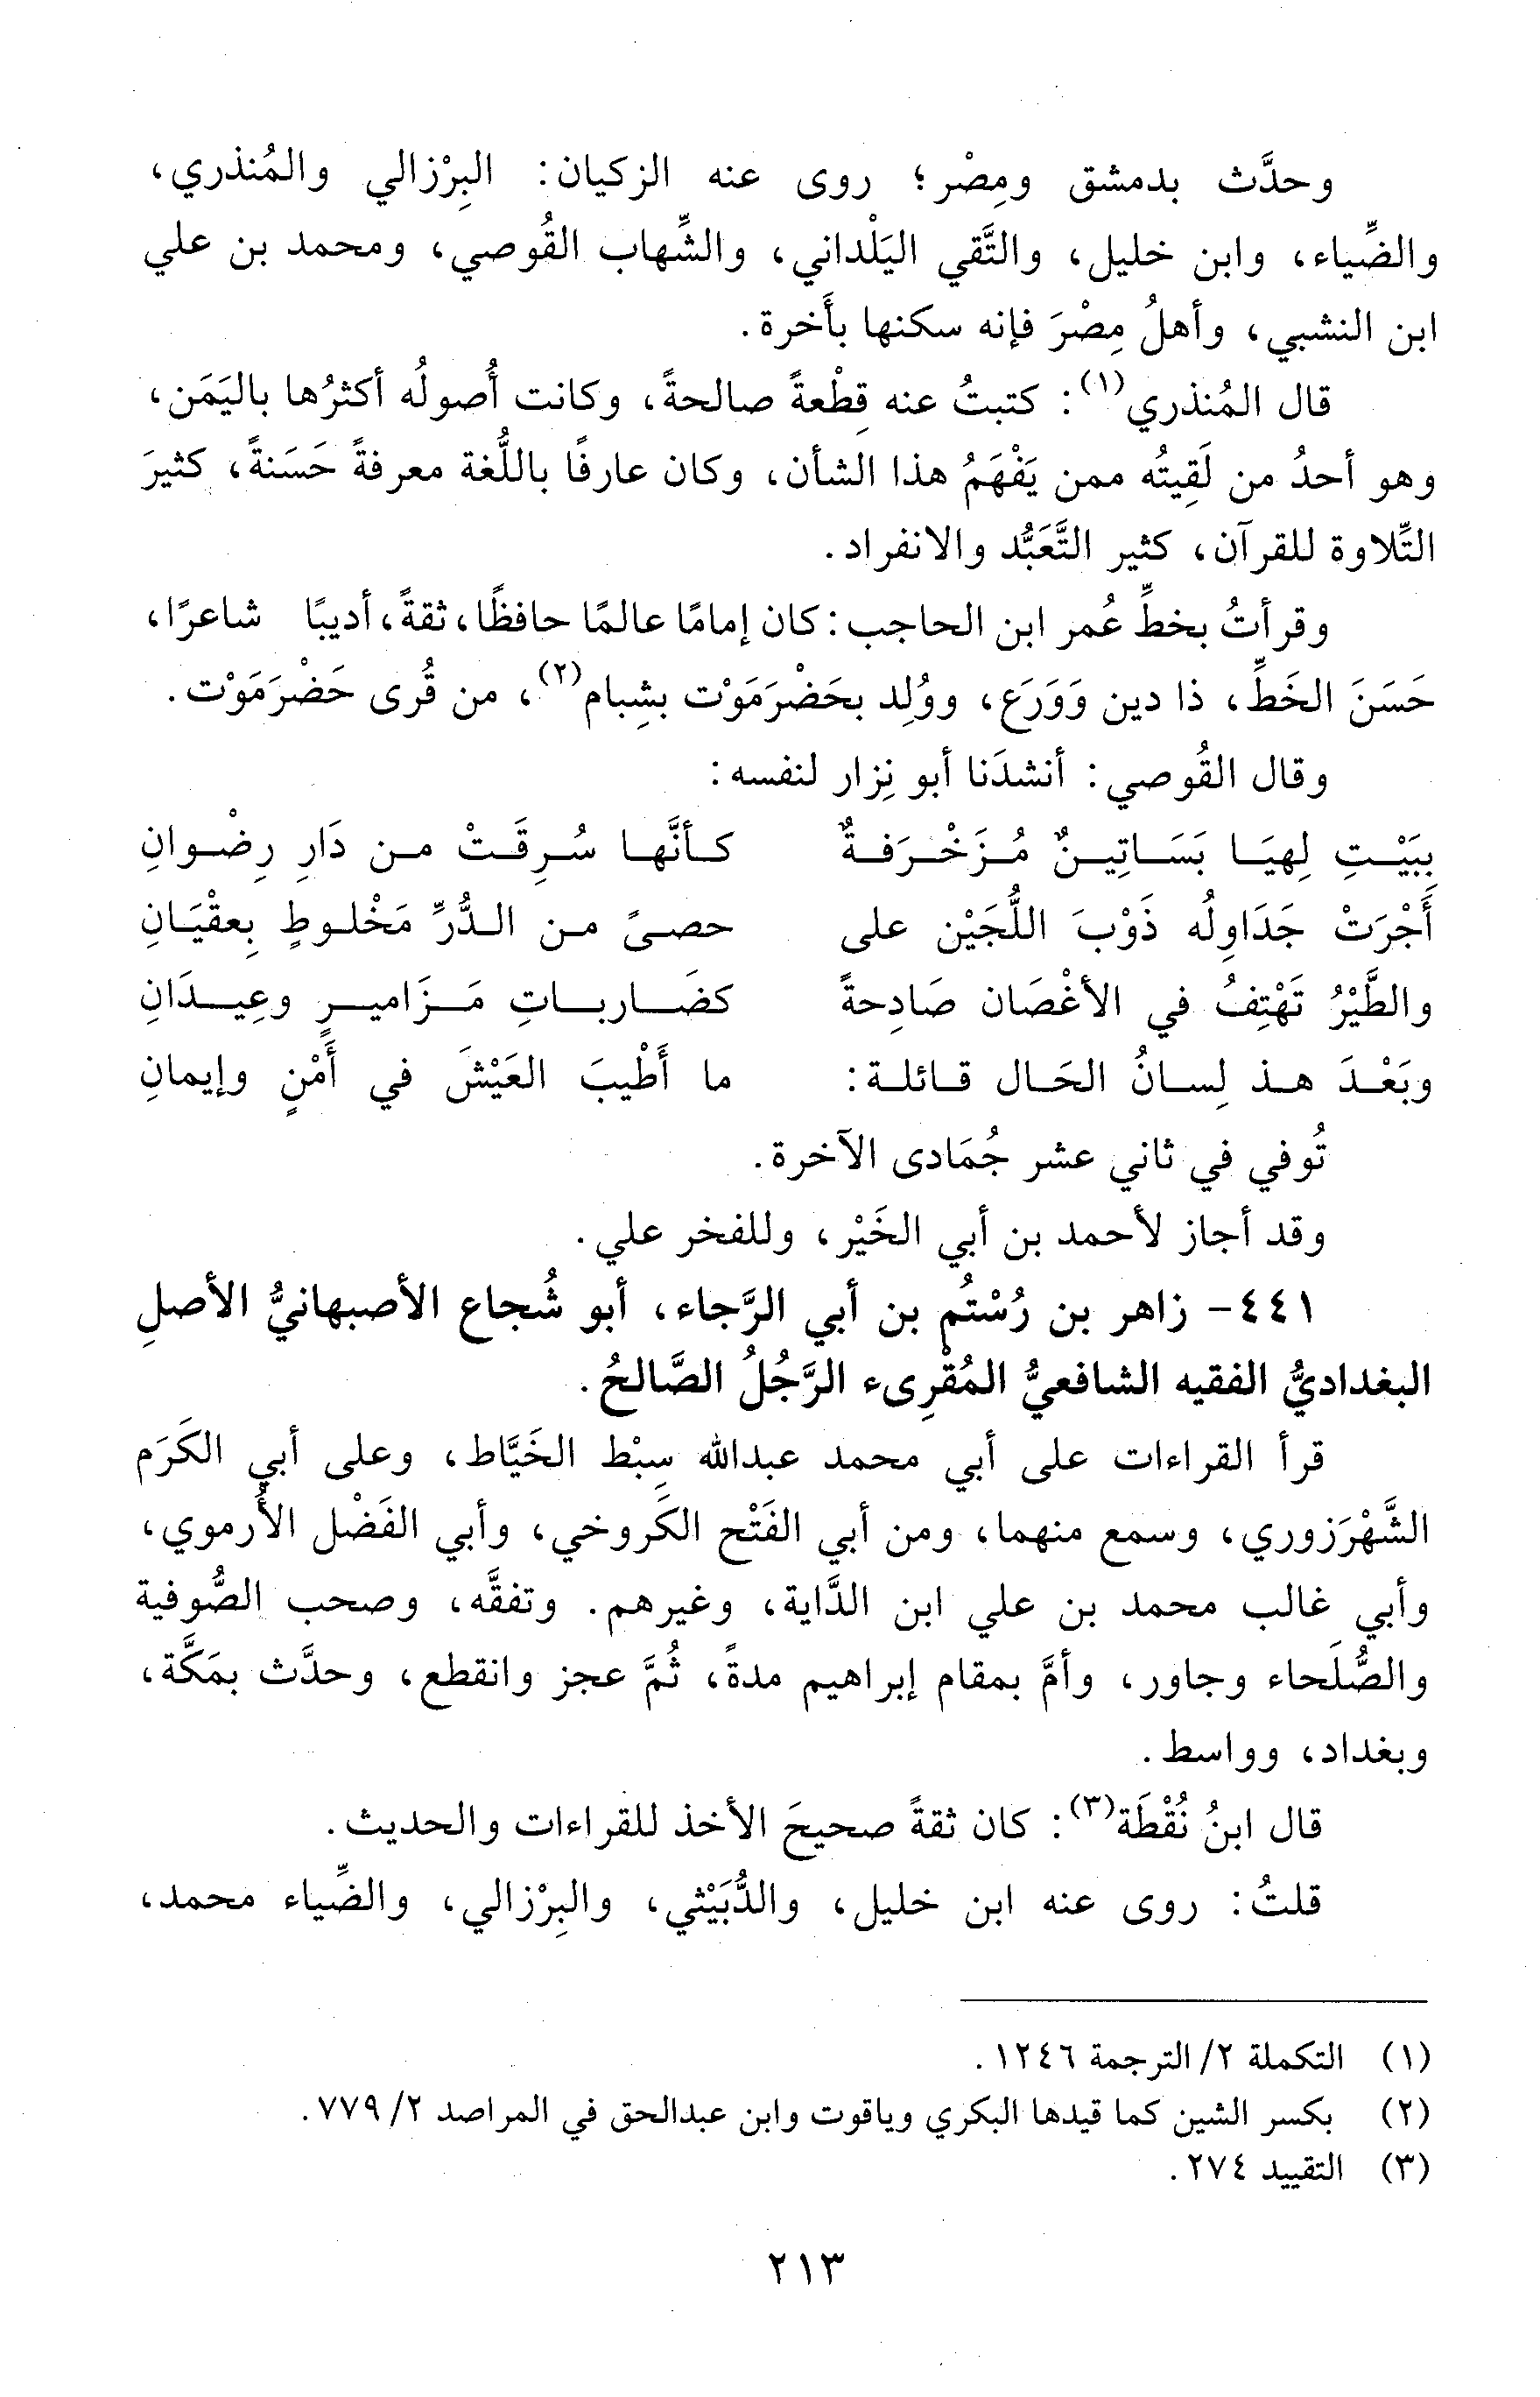 وحدَّث بدمشق ومِصْر؛ روى عنه الزكيان: البِرْزالي والمُنذري،
والضِّياء، وابن خليل، والتَّقي اليَلْداني، والشِّهاب القُوصي، ومحمد بن علي
ابن النشبي، وأهلُ مِصْرَ فإنه سكنها بأَخرة.
قال المُنذري(١): كتبتُ عنه قِطْعةً صالحةً، وكانت أُصولُه أكثرُها باليَمَن،
وهو أحدُ من لَقِيتُه ممن يَفْهَمُ هذا الشأن، وكان عارفًا باللُّغة معرفةً حَسَنةً، كثيرَ
التِّلاوة للقرآن، كثير التَّعَبُّد والانفراد.
وقرأتُ بخطِّ عُمر ابن الحاجب: كان إمامًا عالمًا حافظًا، ثقةً، أديبًا شاعرًا،
حَسَنَ الخَطِّ، ذا دين وَوَرَع، ووُلِد بحَضْرَمَوْت بشِبام(٢)، من قُرى حَضْرَمَوْت.
وقال القُوصي: أنشدَنا أبو نِزار لنفسه:
بِبَيْتِ لِهيَا بَسَاتِينٌ مُزَخْرَفةٌ كأنَّها سُرِقَتْ من دَارِ رِضْوانِ
أَجْرَتْ جَدَاوِلُه ذَوْبَ اللُّجَيْن على حصىً من الدُّرِّ مَخْلوطٍ بِعقْيَانِ
والطَّيْرُ تَهْتِفُ في الأغْصَان صَادِحةً كضَارباتِ مَزَاميرٍ وعِيدَانِ
وبَعْدَ هذ لِسانُ الحَال قائلة: ما أَطْيبَ العَيْشَ في أَمْنٍ وإيمانِ
تُوفي في ثاني عشر جُمَادى الآخرة.
وقد أجاز لأحمد بن أبي الخَيْر، وللفخر علي.
٤٤١- زاهر بن رُسْتُم بن أبي الرَّجاء، أبو شُجاع الأصبهانيُّ الأصلِ
البغداديُّ الفقيه الشافعيُّ المُقْرِىء الرَّجُلُ الصَّالحُ.
قرأ القراءات على أبي محمد عبدالله سِبْط الخَيَّاط، وعلى أبي الكَرَم
الشَّهْرَزوري، وسمع منهما، ومن أبي الفَتْح الكَروخي، وأبي الفَضْل الأُرموي،
وأبي غالب محمد بن علي ابن الدَّاية، وغيرهم. وتفقَّه، وصحب الصُّوفية
والصُّلَحاء وجاور، وأمَّ بمقام إبراهيم مدةً، ثُمَّ عجز وانقطع، وحدَّث بمَكَّة،
وبغداد، وواسط.
قال ابنُ نُقْطَة(٣): كان ثقةً صحيحَ الأخذ للقراءات والحديث.
قلتُ: روى عنه ابن خليل، والدُّبَيْثي، والبِرْزالي، والضِّياء محمد،
(١) التكملة ٢/ الترجمة ١٢٤٦.
(٢) بكسر الشين كما قيدها البكري وياقوت وابن عبدالحق في المراصد ٢/ ٧٧٩.
(٣) التقييد ٢٧٤.
٢١٣